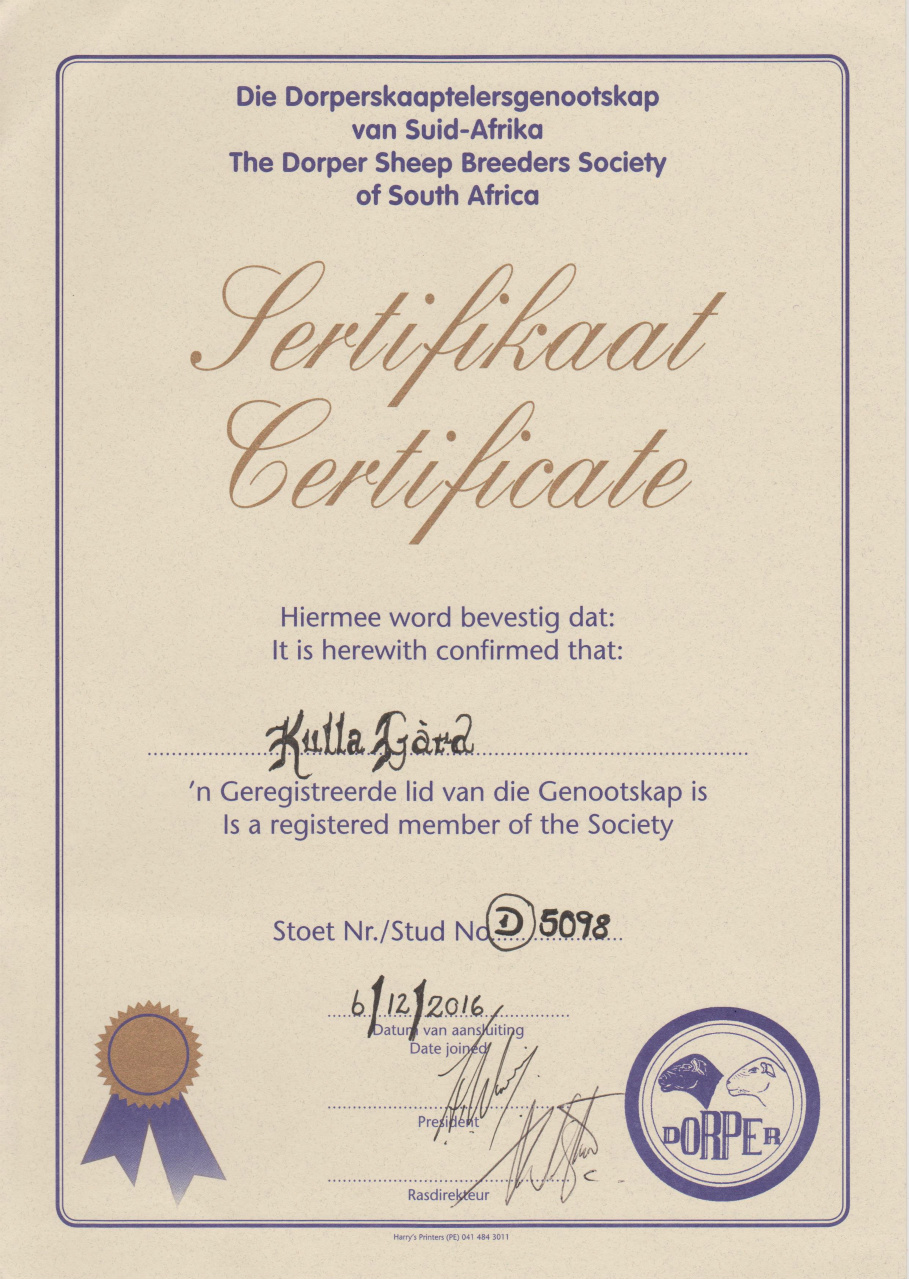 Die Dorperskaaptelersgenootskap
van Suid-Afrika
The Dorper Sheep Breeders Society
of South Africa
Sertifikaat
Certificate
Hiermee word bevestig dat:
It is herewith confirmed that:
Kulla Gàrd
'n Geregistreerde lid van die Genootskap is
Is a registered member of the Society
Stoet Nr./Stud No. D 5098
6/12/2016
Datum van aansluiting
Date joined
President
Rasdirekteur
DORPER
Harry's Printers (PE) 041 484 3011